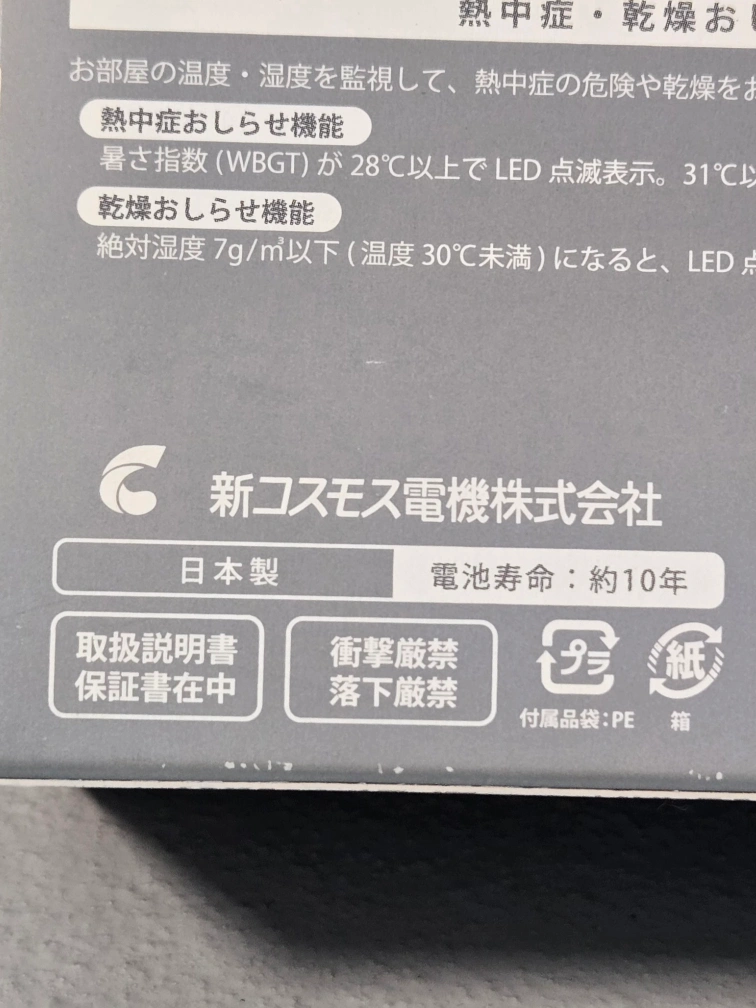 熱中症・乾燥お
お部屋の温度・湿度を監視して、熱中症の危険や乾燥をお
熱中症おしらせ機能
暑さ指数(WBGT)が 28℃以上で LED 点滅表示。31℃以
乾燥おしらせ機能
絶対湿度 7g/㎥以下(温度 30℃未満)になると、LED 点
新コスモス電機株式会社
日本製
電池寿命：約10年
取扱説明書
保証書在中
衝撃厳禁
落下厳禁
プラ
付属品袋：PE
紙
箱